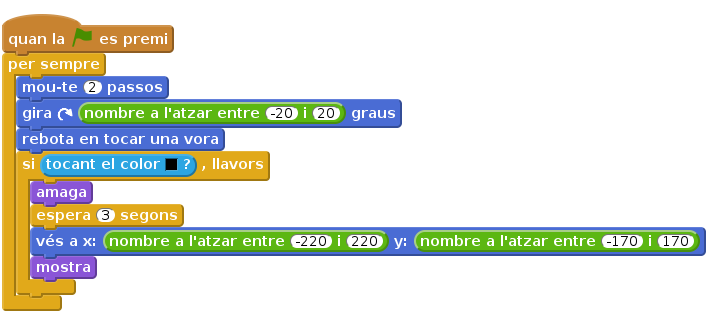 quan la es premi
per sempre
mou-te 2 passos
gira nombre a l'atzar entre -20 i 20 graus
rebota en tocar una vora
si tocant el color ? , llavors
amaga
espera 3 segons
vés a x: nombre a l'atzar entre -220 i 220 y: nombre a l'atzar entre -170 i 170
mostra